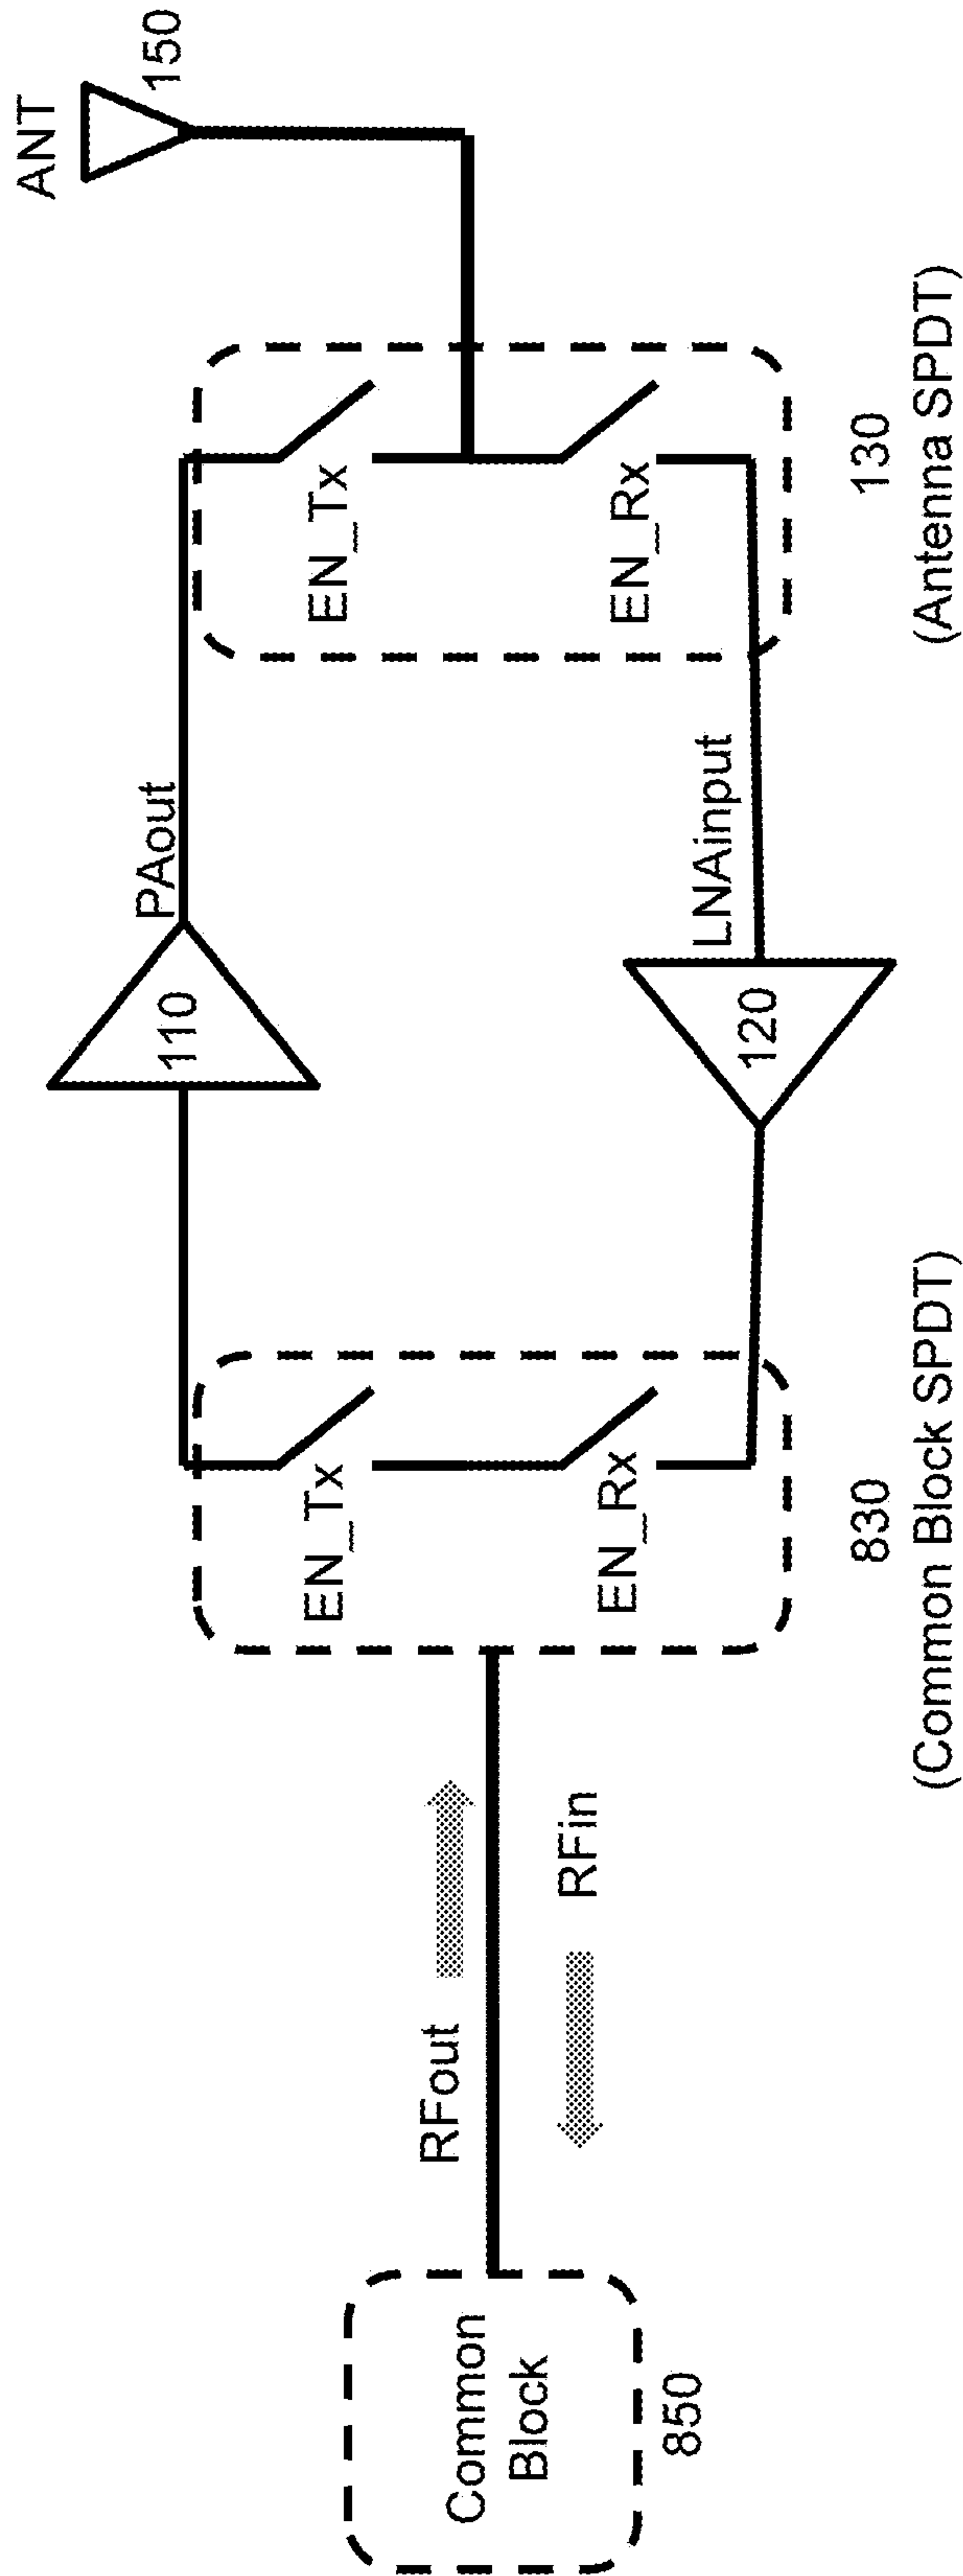 ANT
150
PAout
110
EN_Tx
EN_Tx
RFout
Common
Block
850
RFin
EN_Rx
EN_Rx
120
LNAinput
830
(Common Block SPDT)
130
(Antenna SPDT)